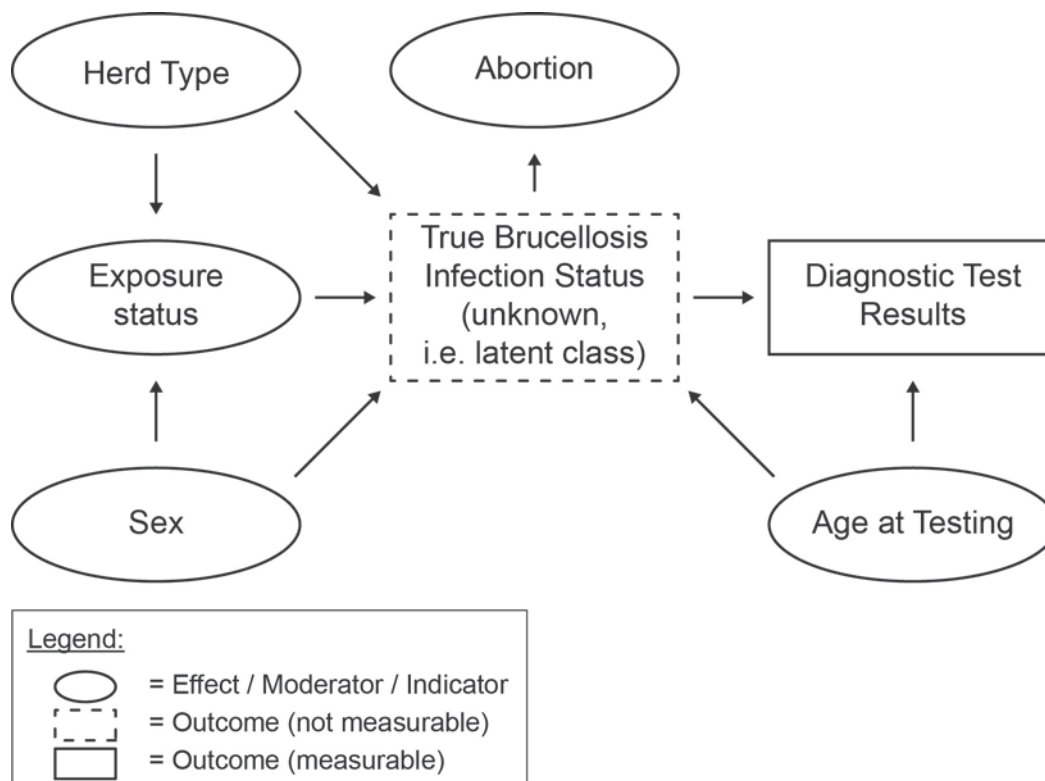 Herd Type
Abortion
Exposure
status
True Brucellosis
Infection Status
(unknown,
i.e. latent class)
Diagnostic Test
Results
Sex
Age at Testing
Legend:
= Effect / Moderator / Indicator
= Outcome (not measurable)
= Outcome (measurable)